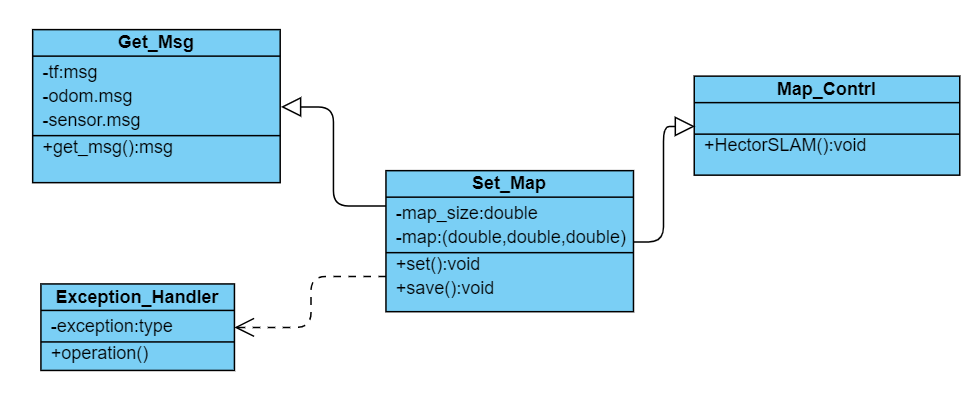 Get_Msg
-tf:msg
-odom.msg
-sensor.msg
+get_msg():msg
Map_Contrl
+HectorSLAM():void
Set_Map
-map_size:double
-map:(double,double,double)
+set():void
+save():void
Exception_Handler
-exception:type
+operation()